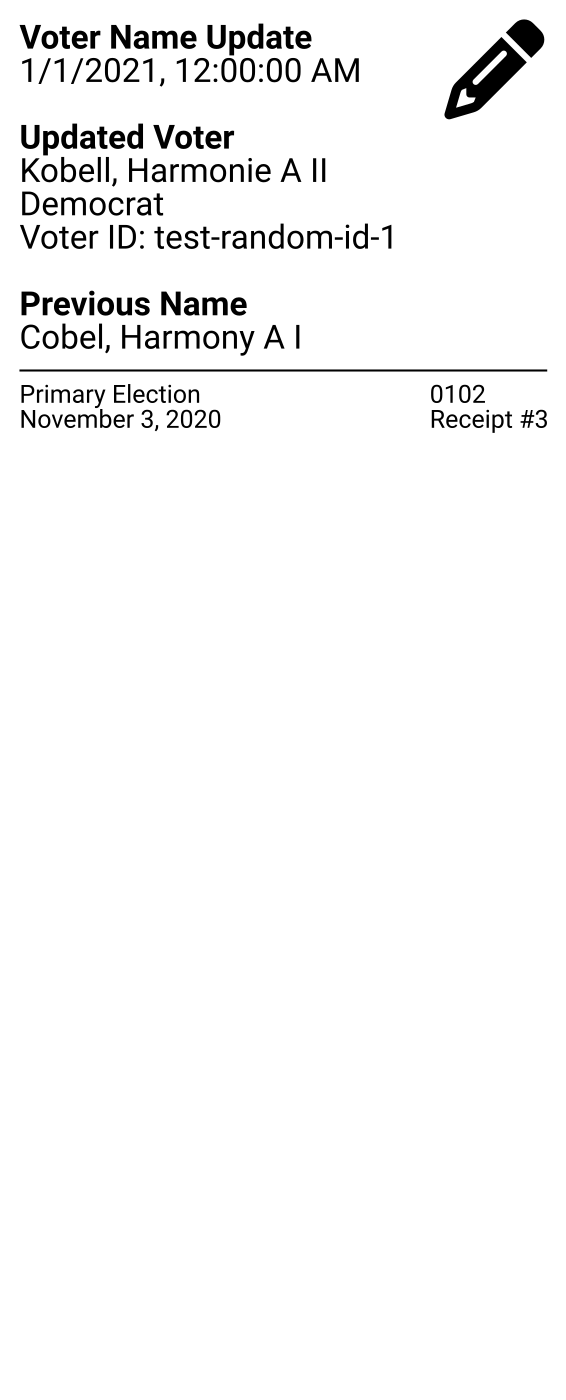 Voter Name Update
1/1/2021, 12:00:00 AM
Updated Voter
Kobell, Harmonie A II
Democrat
Voter ID: test-random-id-1
Previous Name
Cobel, Harmony A I
Primary Election
November 3, 2020
0102
Receipt #3